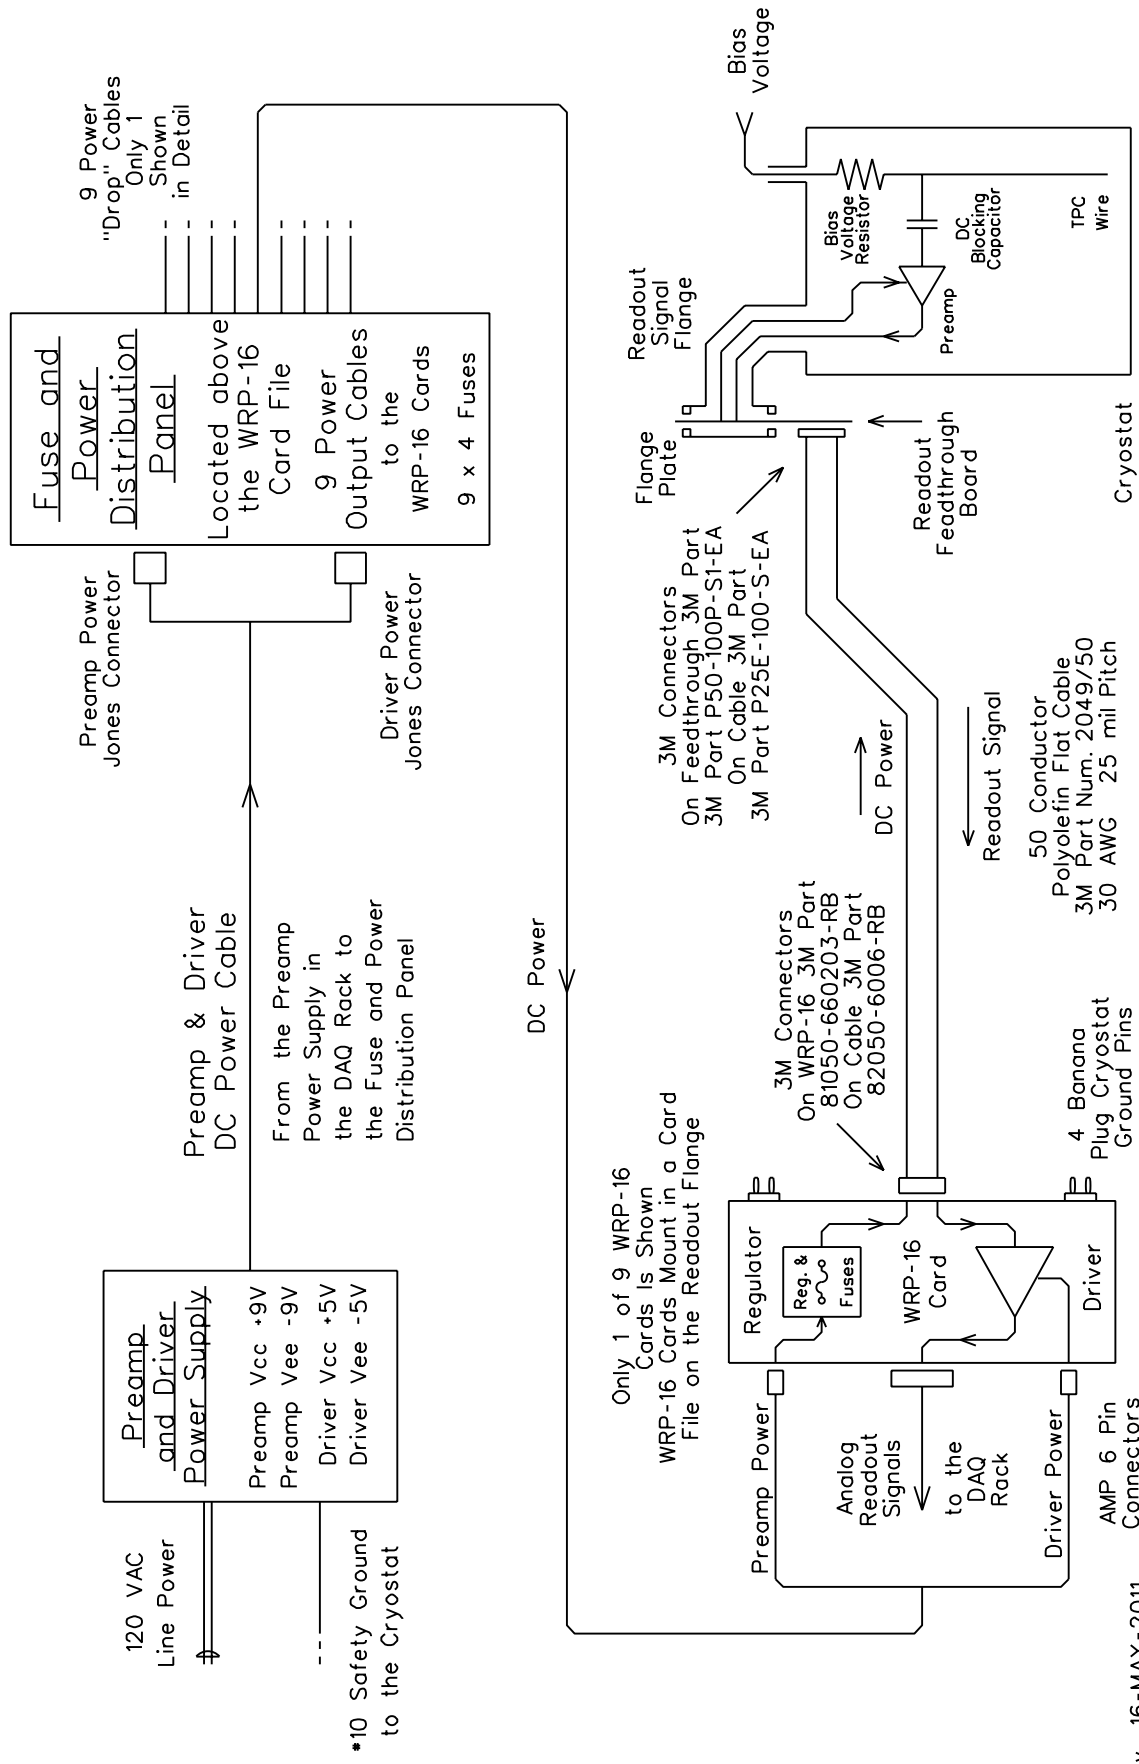 120 VAC
Line Power
#10 Safety Ground
to the Cryostat
Preamp
and Driver
Power Supply
Preamp Vcc +9V
Preamp Vee -9V
Driver Vcc +5V
Driver Vee -5V
Preamp & Driver
DC Power Cable
From the Preamp
Power Supply in
the DAQ Rack to
the Fuse and Power
Distribution Panel
Preamp Power
Jones Connector
Driver Power
Jones Connector
Fuse and
Power
Distribution
Panel
Located above
the WRP-16
Card File
9 Power
Output Cables
to the
WRP-16 Cards
9 x 4 Fuses
9 Power
"Drop" Cables
Only 1
Shown
in Detail
DC Power
Only 1 of 9 WRP-16
Cards Is Shown
WRP-16 Cards Mount in a Card
File on the Readout Flange
Preamp Power
Analog
Readout
Signals
to the
DAQ
Rack
Driver Power
AMP 6 Pin
Connectors
Regulator
Reg. &
Fuses
WRP-16
Card
Driver
4 Banana
Plug Cryostat
Ground Pins
3M Connectors
On WRP-16 3M Part
81050-660203-RB
On Cable 3M Part
82050-6006-RB
DC Power
Readout Signal
50 Conductor
Polyolefin Flat Cable
3M Part Num. 2049/50
30 AWG 25 mil Pitch
3M Connectors
On Feedthrough 3M Part
3M Part P50-100P-S1-EA
On Cable 3M Part
3M Part P25E-100-S-EA
Flange
Plate
Readout
Feadthrough
Board
Readout
Signal
Flange
Bias
Voltage
Bias
Voltage
Resistor
DC
Blocking
Capacitor
Preamp
TPC
Wire
Cryostat
16-MAX-2011